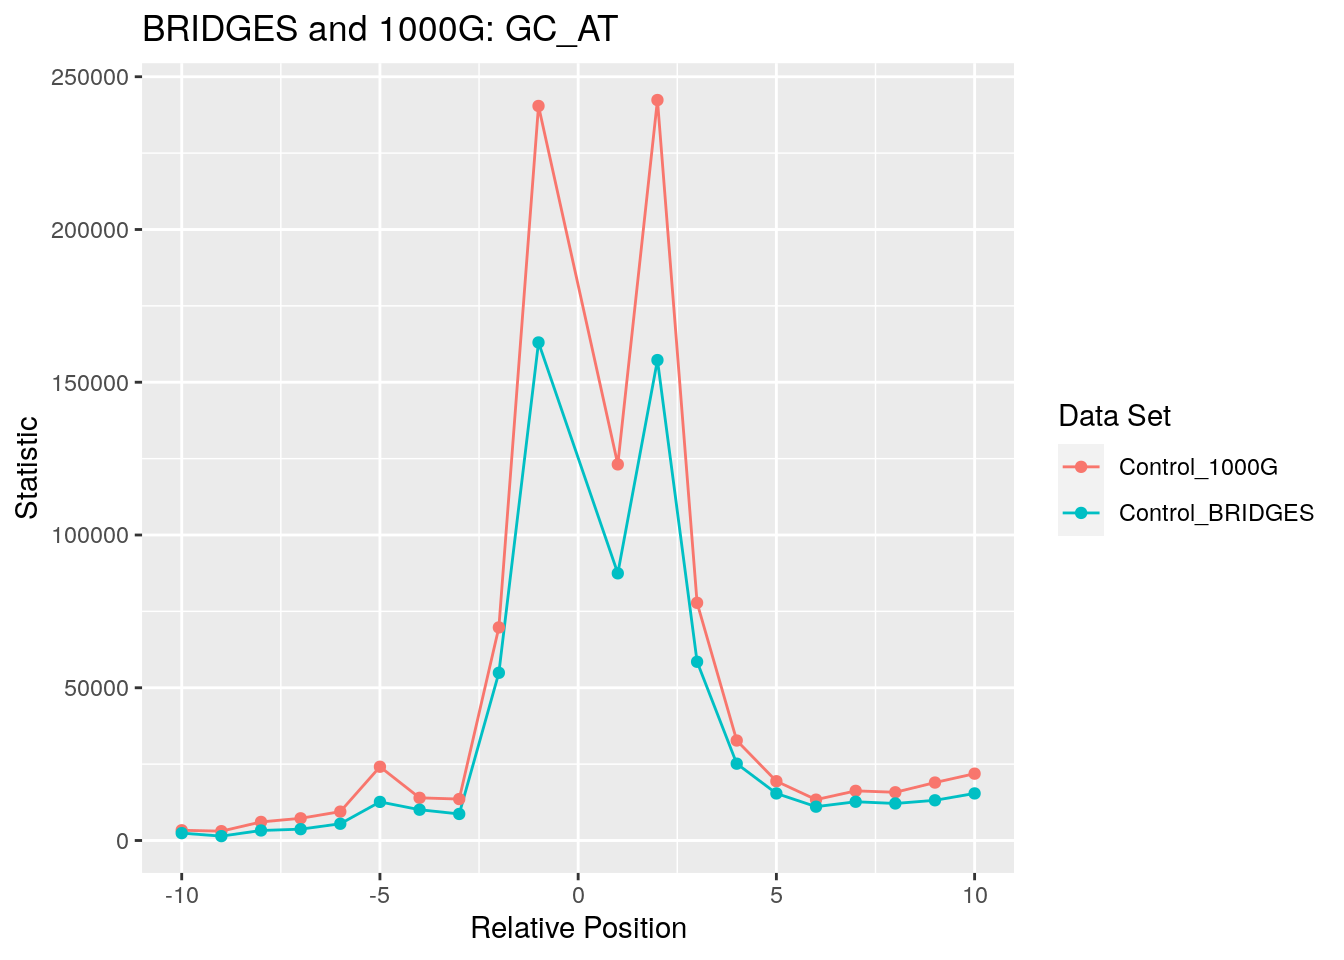 BRIDGES and 1000G: GC_AT
250000
200000
150000
100000
50000
0
Statistic
-10 -5 0 5 10
Relative Position
Data Set
Control_1000G
Control_BRIDGES